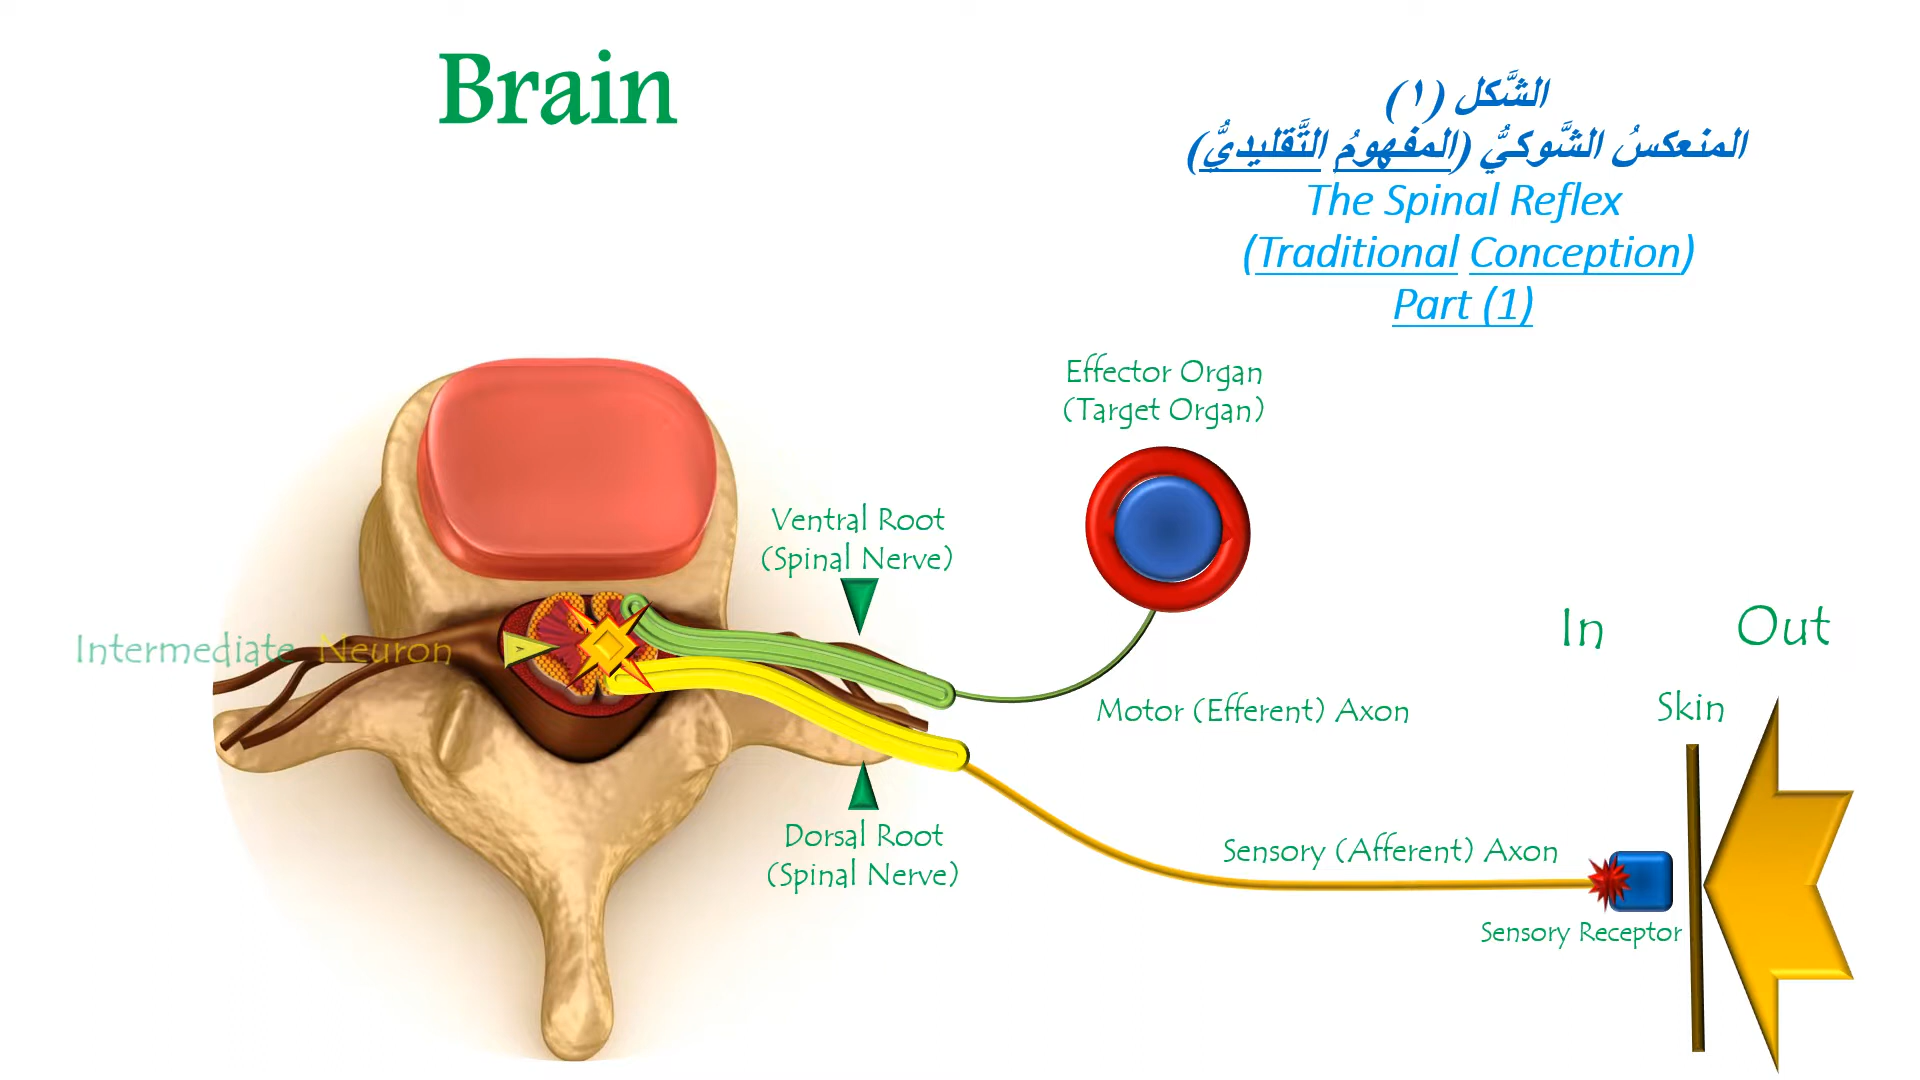 Brain
الشَّكل (١)
المنعكسُ الشَّوكيُّ (المفهومُ التَّقليديُّ)
The Spinal Reflex
(Traditional Conception)
Part (1)
Effector Organ
(Target Organ)
Ventral Root
(Spinal Nerve)
In
Out
Intermediate Neuron
Skin
Motor (Efferent) Axon
Dorsal Root
(Spinal Nerve)
Sensory (Afferent) Axon
Sensory Receptor